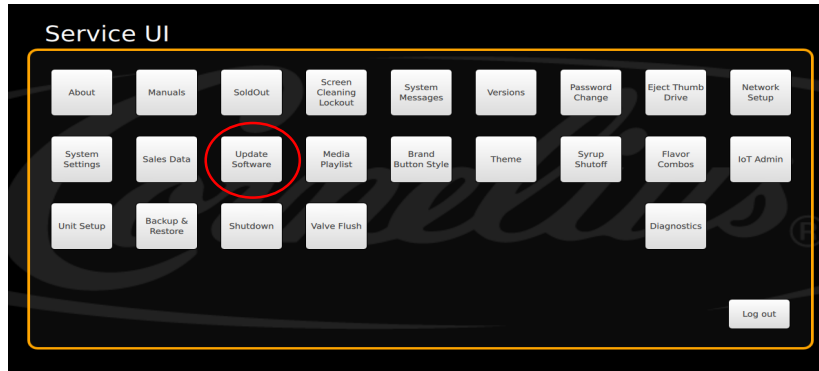 Service UI
About
Manuals
SoldOut
Screen
Cleaning
Lockout
System
Messages
Versions
Password
Change
Eject Thumb
Drive
Network
Setup
System
Settings
Sales Data
Update
Software
Media
Playlist
Brand
Button Style
Theme
Syrup
Shutoff
Flavor
Combos
IoT Admin
Unit Setup
Backup &
Restore
Shutdown
Valve Flush
Diagnostics
Cornelius®
Log out